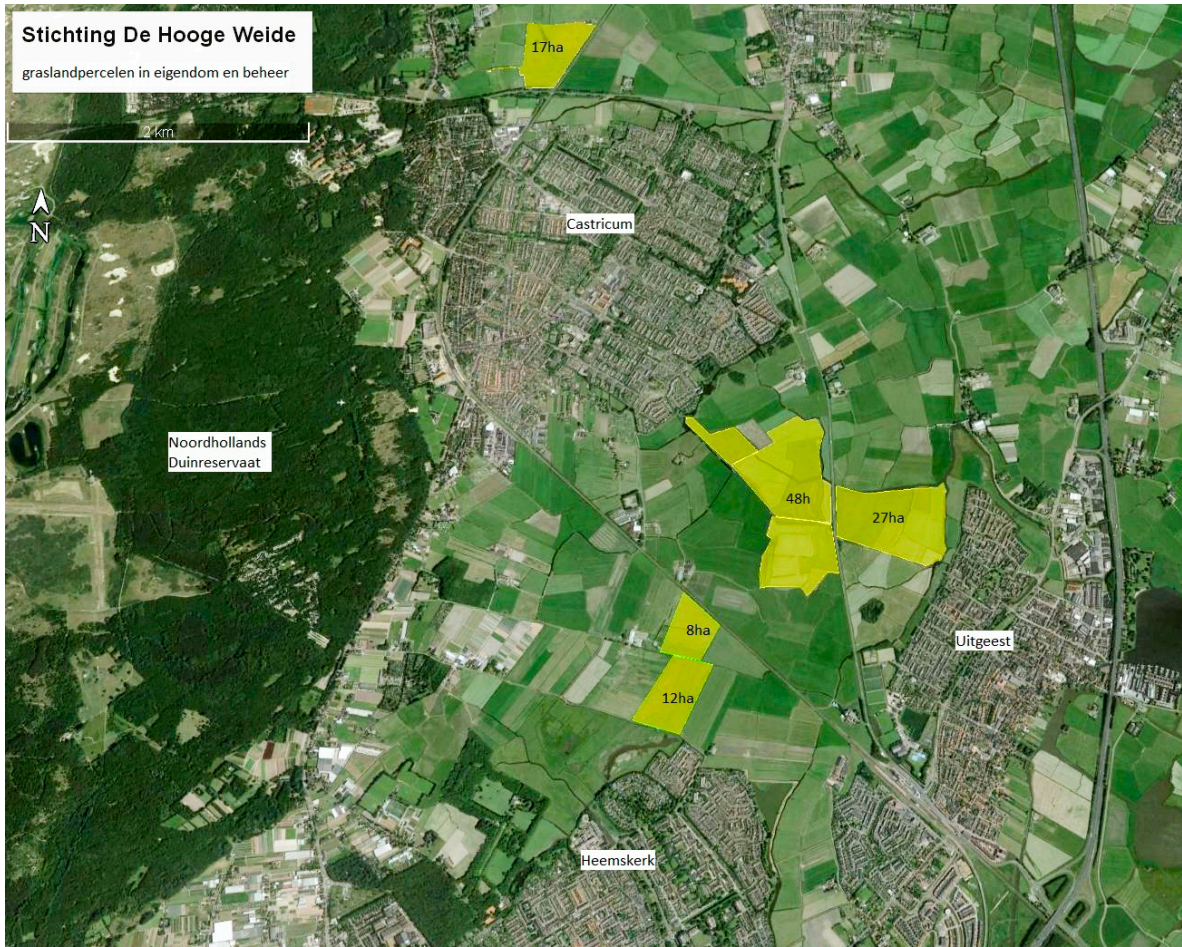 Stichting De Hooge Weide
graslandpercelen in eigendom en beheer
17ha
2 km
N
Castricum
Noordhollands
Duinreservaat
48h
27ha
8ha
Uitgeest
12ha
Heemskerk